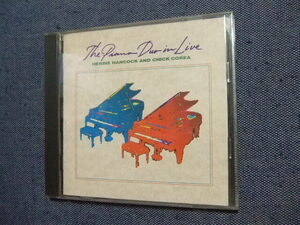 The Piano Duo in Live
HERBIE HANCOCK AND CHICK COREA